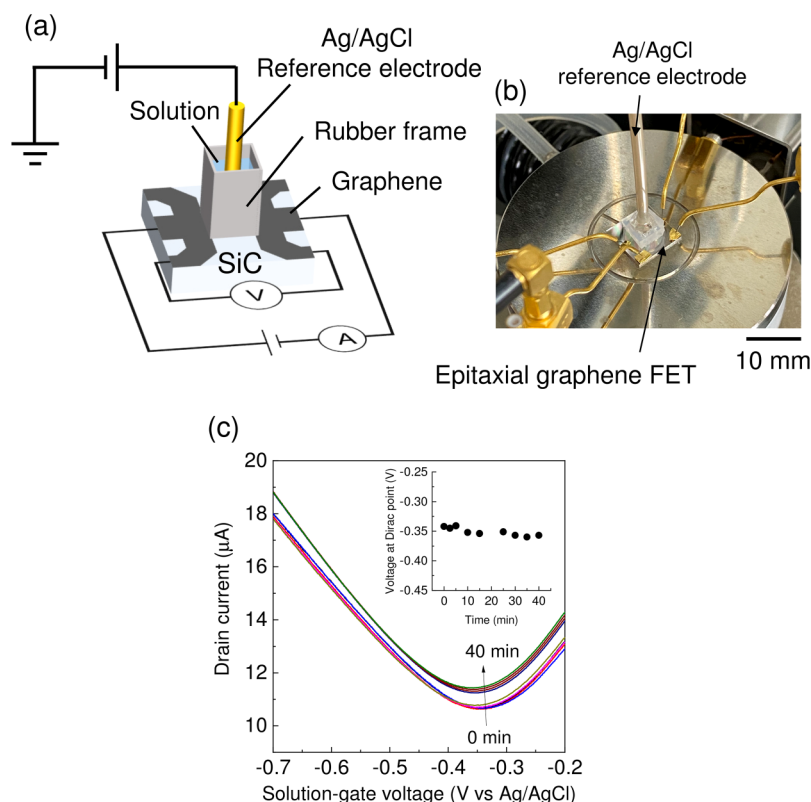 (a)
Ag/AgCl
Reference electrode
Solution
Rubber frame
Graphene
SiC
V
A
(b)
Ag/AgCl
reference electrode
Epitaxial graphene FET
10 mm
(c)
Drain current (μA)
20
18
16
14
12
10
-0.7 -0.6 -0.5 -0.4 -0.3 -0.2
Solution-gate voltage (V vs Ag/AgCl)
40 min
0 min
Voltage at Dirac point (V)
-0.25
-0.30
-0.35
-0.40
-0.45
0 10 20 30 40
Time (min)